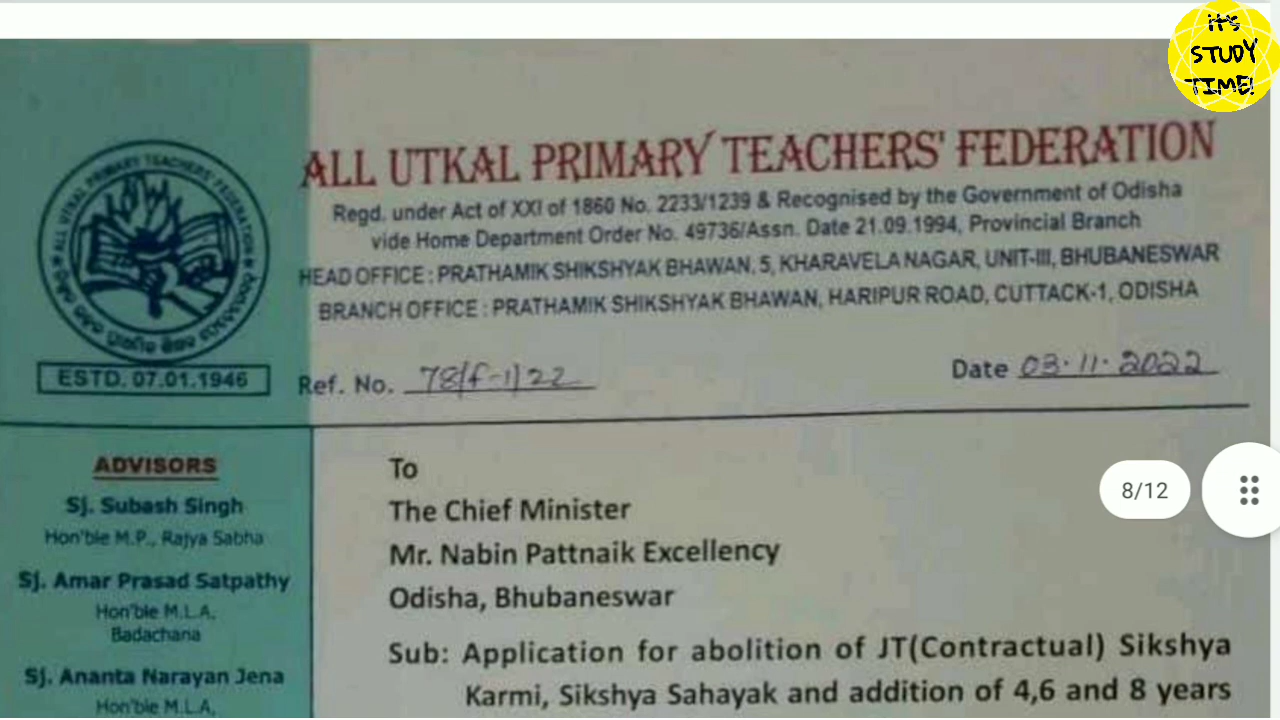 ITS
STUDY
TIME!
ALL UTKAL PRIMARY TEACHERS' FEDERATION
Regd. under Act of XXI of 1860 No. 2233/1239 & Recognised by the Government of Odisha
vide Home Department Order No. 49736/Assn. Date 21.09.1994, Provincial Branch
HEAD OFFICE : PRATHAMIK SHIKSHYAK BHAWAN, 5, KHARAVELA NAGAR, UNIT-III, BHUBANESWAR
BRANCH OFFICE : PRATHAMIK SHIKSHYAK BHAWAN, HARIPUR ROAD, CUTTACK-1, ODISHA
ALL UTKAL PRIMARY TEACHERS' FEDERATION
ESTD. 07.01.1946
Ref. No. 78/f-1/22
Date 03.11.2022
ADVISORS
Sj. Subash Singh
Hon'ble M.P., Rajya Sabha
Sj. Amar Prasad Satpathy
Hon'ble M.L.A.
Badachana
Sj. Ananta Narayan Jena
Hon'ble M.L.A,
To
The Chief Minister
Mr. Nabin Pattnaik Excellency
Odisha, Bhubaneswar
Sub: Application for abolition of JT(Contractual) Sikshya
Karmi, Sikshya Sahayak and addition of 4,6 and 8 years
8/12